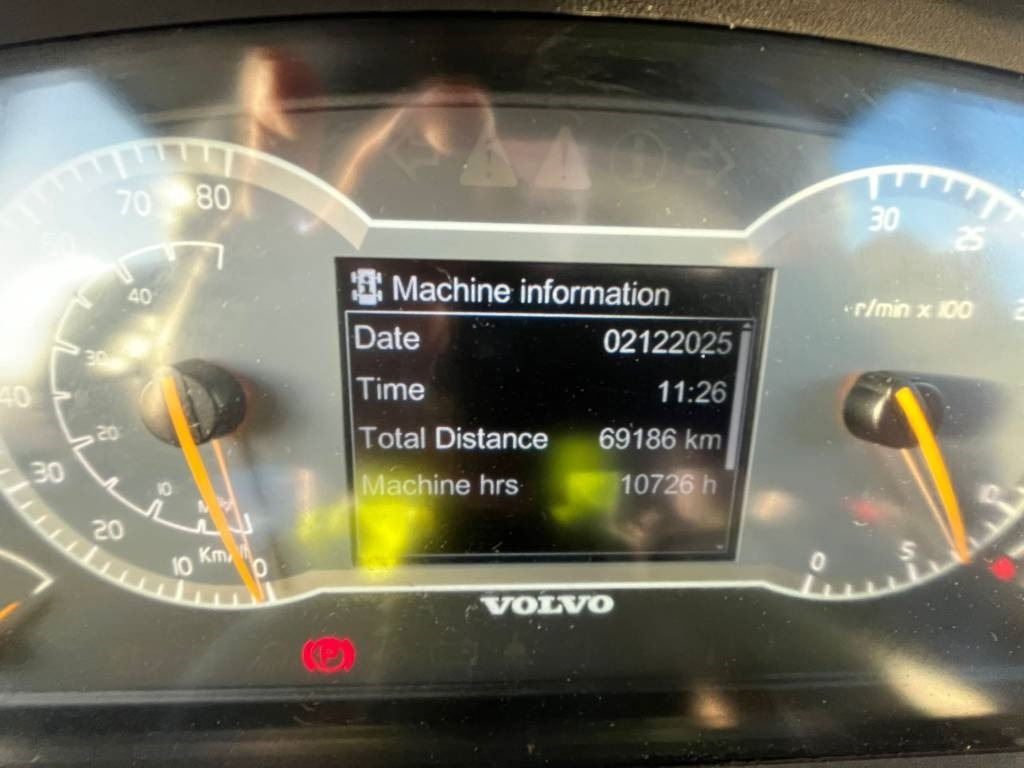 70 80
60
40
30
40
20
30
10
20
10 Km/h 0
Machine information
Date 02122025
Time 11:26
Total Distance 69186 km
Machine hrs 10726 h
VOLVO
P
30
25
r/min x 100
0 5